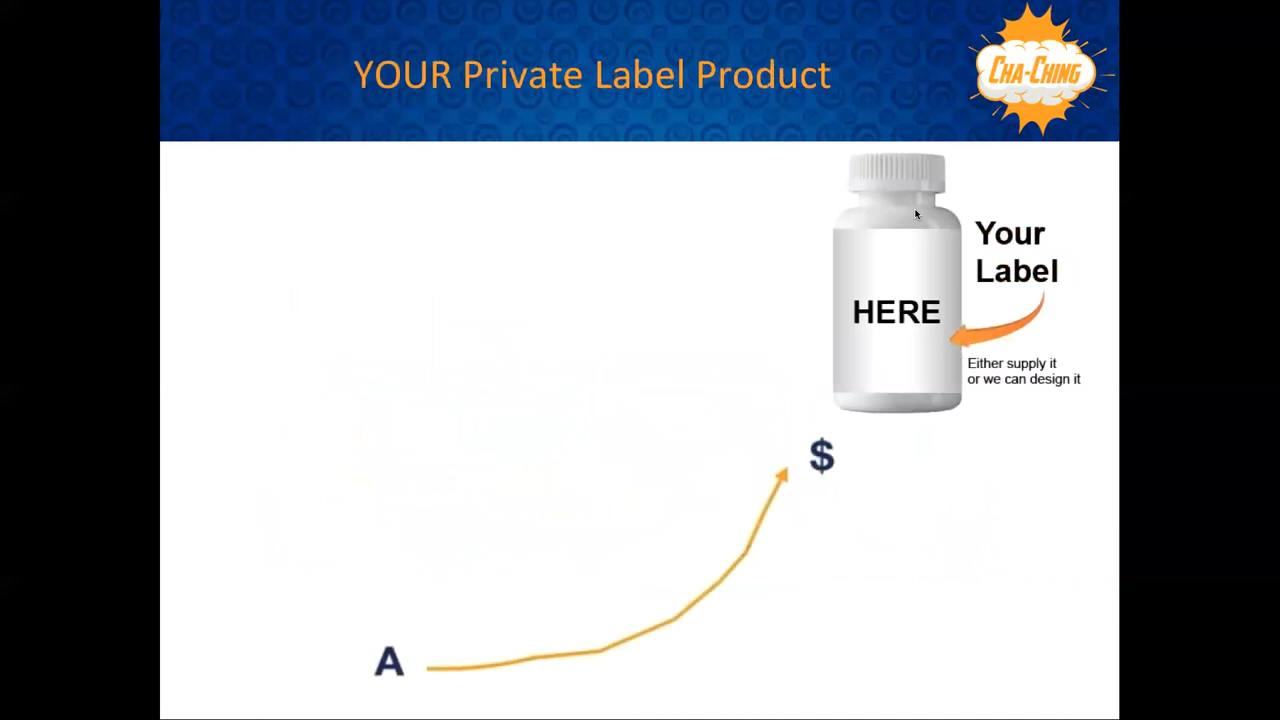 YOUR Private Label Product
CHA-CHING
Your
Label
HERE
Either supply it
or we can design it
$
A